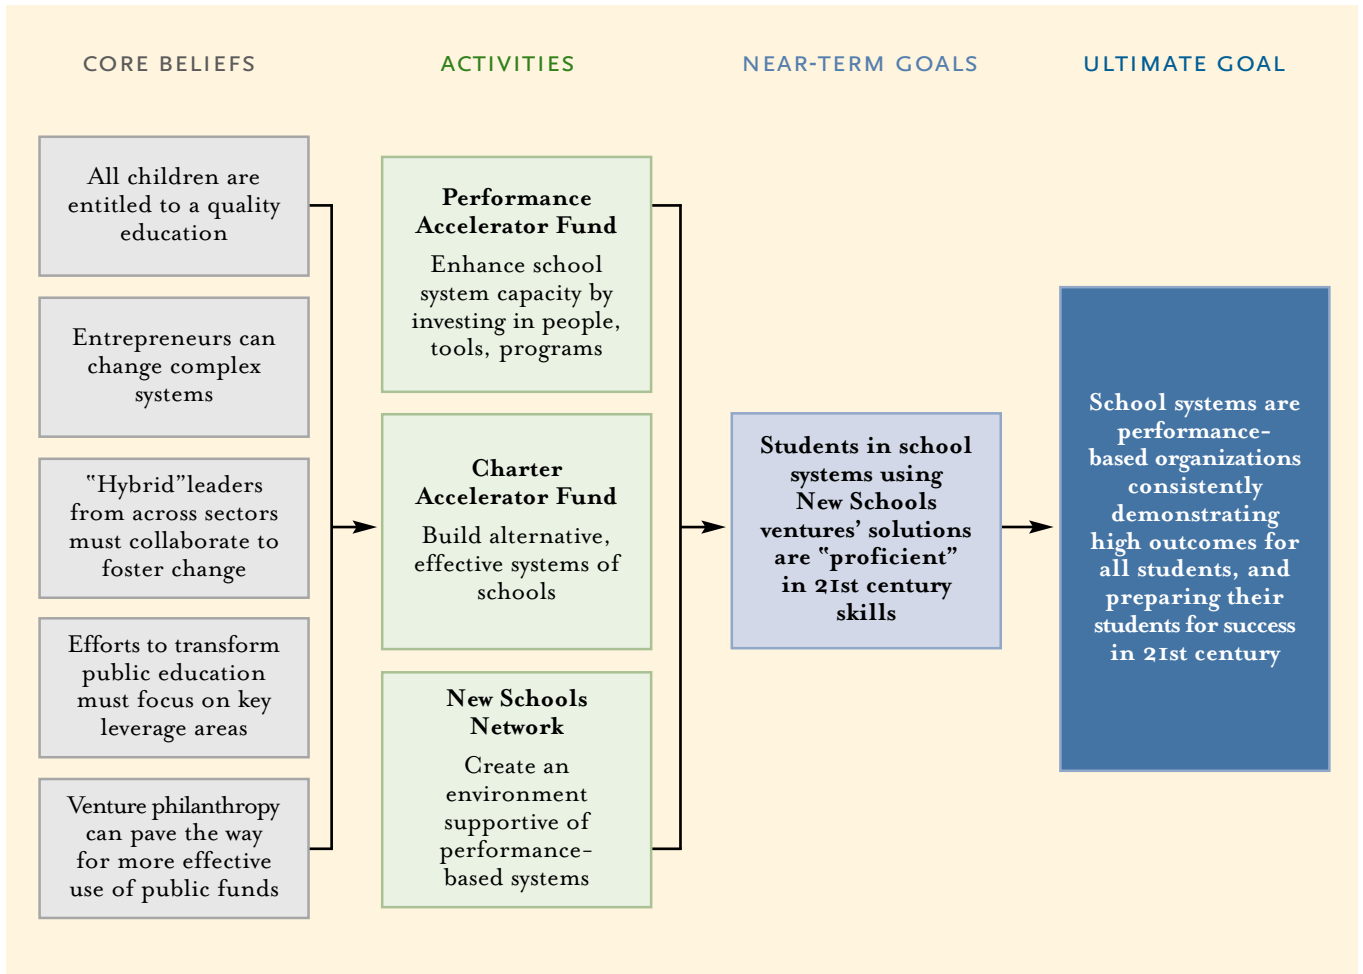 CORE BELIEFS
ACTIVITIES
NEAR-TERM GOALS
ULTIMATE GOAL
All children are
entitled to a quality
education
Entrepreneurs can
change complex
systems
"Hybrid"leaders
from across sectors
must collaborate to
foster change
Efforts to transform
public education
must focus on key
leverage areas
Venture philanthropy
can pave the way
for more effective
use of public funds
Performance
Accelerator Fund
Enhance school
system capacity by
investing in people,
tools, programs
Charter
Accelerator Fund
Build alternative,
effective systems of
schools
New Schools
Network
Create an
environment
supportive of
performance-
based systems
Students in school
systems using
New Schools
ventures’ solutions
are “proficient”
in 21st century
skills
School systems are
performance-
based organizations
consistently
demonstrating
high outcomes for
all students, and
preparing their
students for success
in 21st century